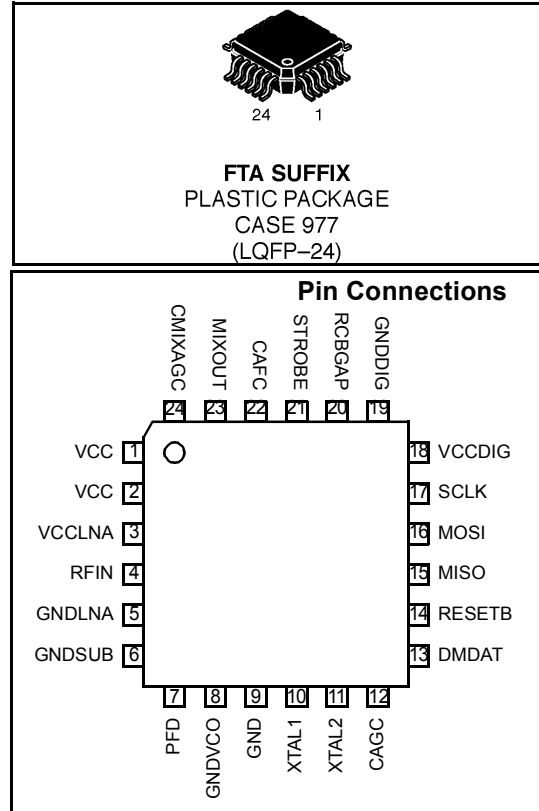 24 1
FTA SUFFIX
PLASTIC PACKAGE
CASE 977
(LQFP–24)
Pin Connections
CMIXAGC
MIXOUT
CAFC
STROBE
RCBGAP
GNDDIG
24 23 22 21 20 19
VCC 1
VCC 2
VCCLNA 3
RFIN 4
GNDLNA 5
GNDSUB 6
18 VCCDIG
17 SCLK
16 MOSI
15 MISO
14 RESETB
13 DMDAT
7 8 9 10 11 12
PFD
GNDVCO
GND
XTAL1
XTAL2
CAGC